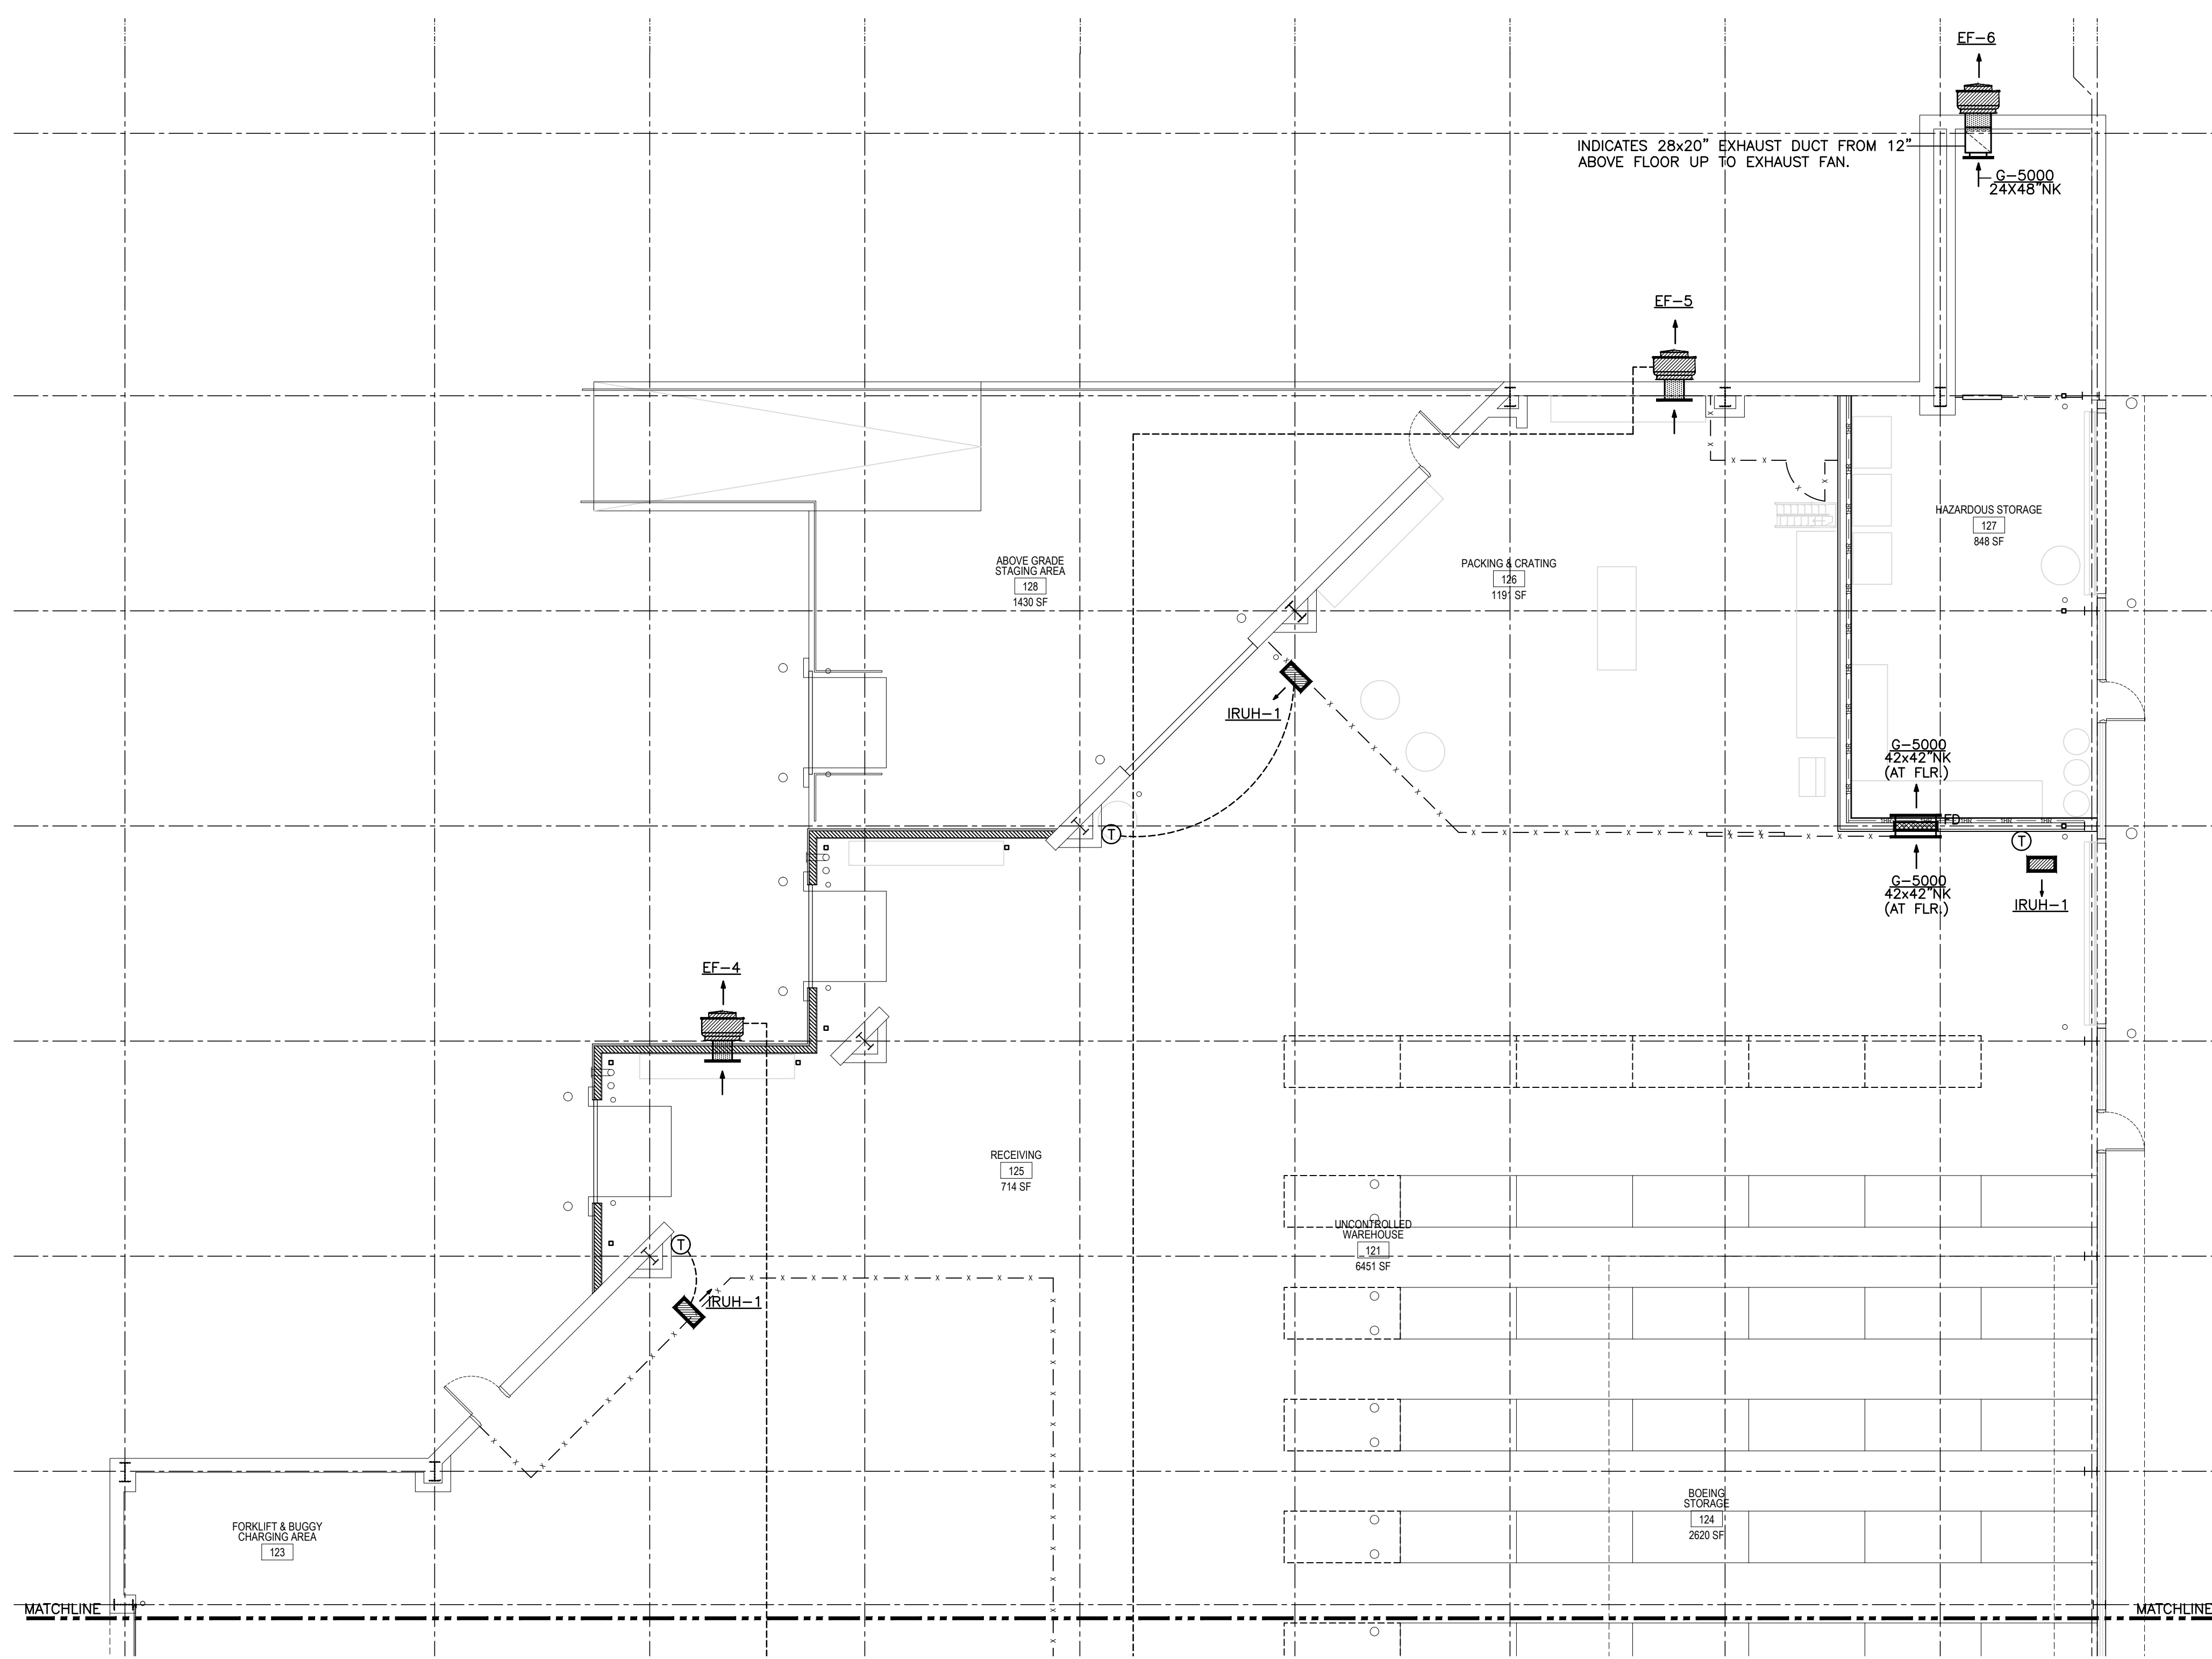 EF-6
INDICATES 28x20" EXHAUST DUCT FROM 12"
ABOVE FLOOR UP TO EXHAUST FAN.
G-5000
24X48"NK
EF-5
HAZARDOUS STORAGE
127
848 SF
ABOVE GRADE
STAGING AREA
128
1430 SF
PACKING & CRATING
126
1191 SF
IRUH-1
G-5000
42x42"NK
(AT FLR.)
FD
T
T
G-5000
42x42"NK
(AT FLR.)
IRUH-1
EF-4
RECEIVING
125
714 SF
UNCONTROLLED
WAREHOUSE
121
6451 SF
T
IRUH-1
BOEING
STORAGE
124
2620 SF
FORKLIFT & BUGGY
CHARGING AREA
123
MATCHLINE
MATCHLINE